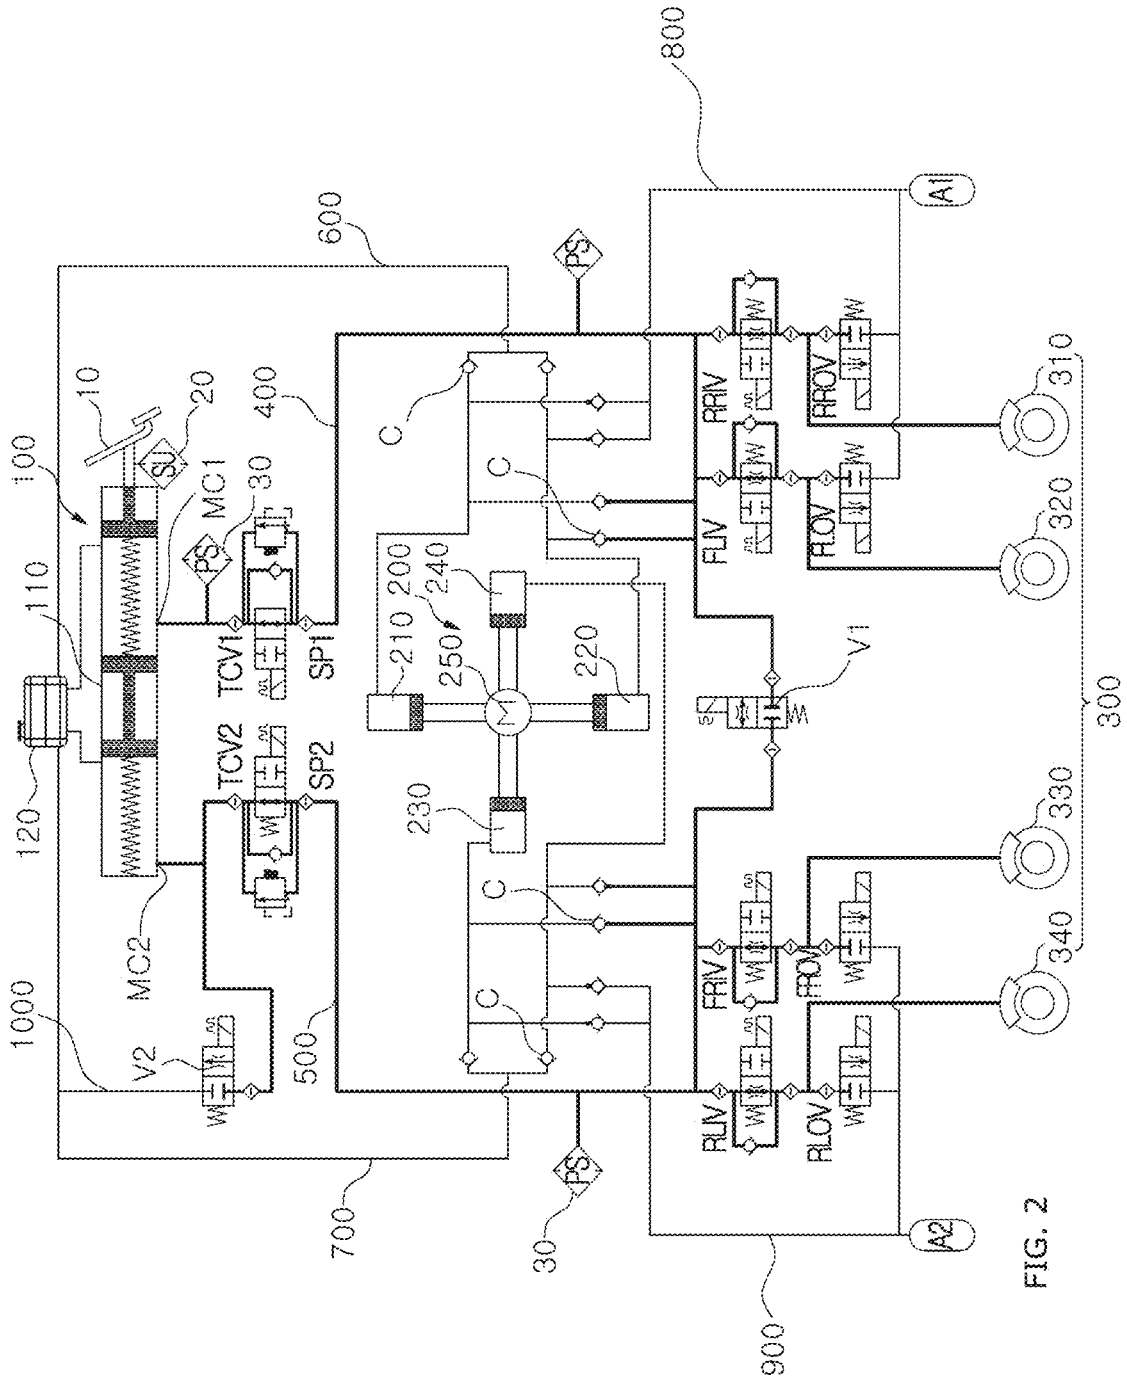 FIG. 2
120
110
100
10
20
SU
MC1
30
PS
MC2
1000
V2
TCV2
TCV1
SP2
SP1
400
500
600
700
210
200
240
250
M
220
230
C
C
C
C
PS
PS
30
800
900
V1
RLIV
FRIV
FLIV
RRIV
RLOV
FROV
FLOV
RROV
A2
A1
340
330
320
310
300